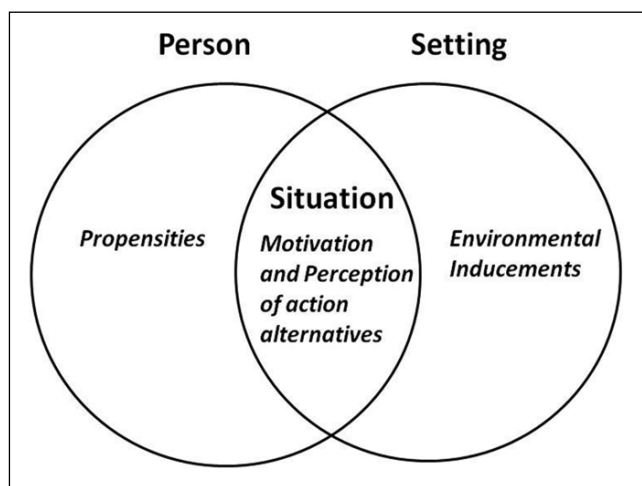 Person
Setting
Situation
Propensities
Motivation
and Perception
of action
alternatives
Environmental
Inducements